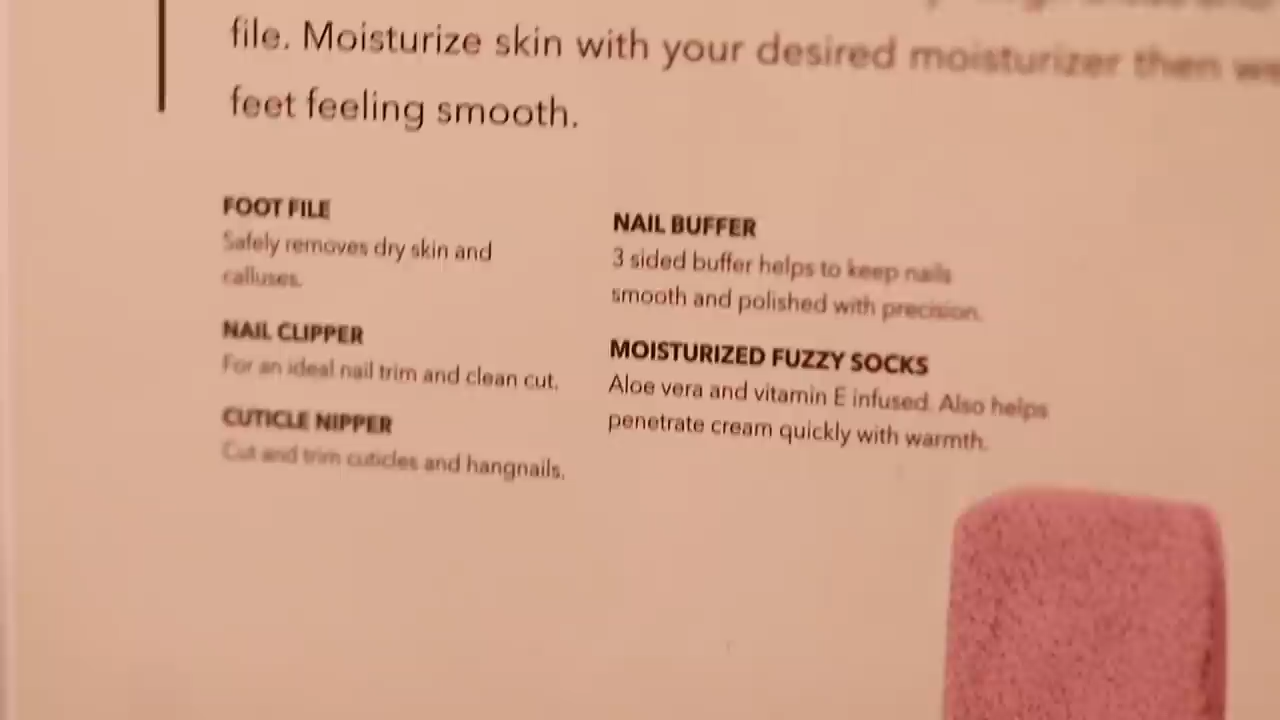 file. Moisturize skin with your desired moisturizer then
feet feeling smooth.
FOOT FILE
Safely removes dry skin and
calluses.
NAIL CLIPPER
For an ideal nail trim and clean cut.
CUTICLE NIPPER
Cut and trim cuticles and hangnails.
NAIL BUFFER
3 sided buffer helps to keep nails
smooth and polished with precision.
MOISTURIZED FUZZY SOCKS
Aloe vera and vitamin E infused. Also helps
penetrate cream quickly with warmth.